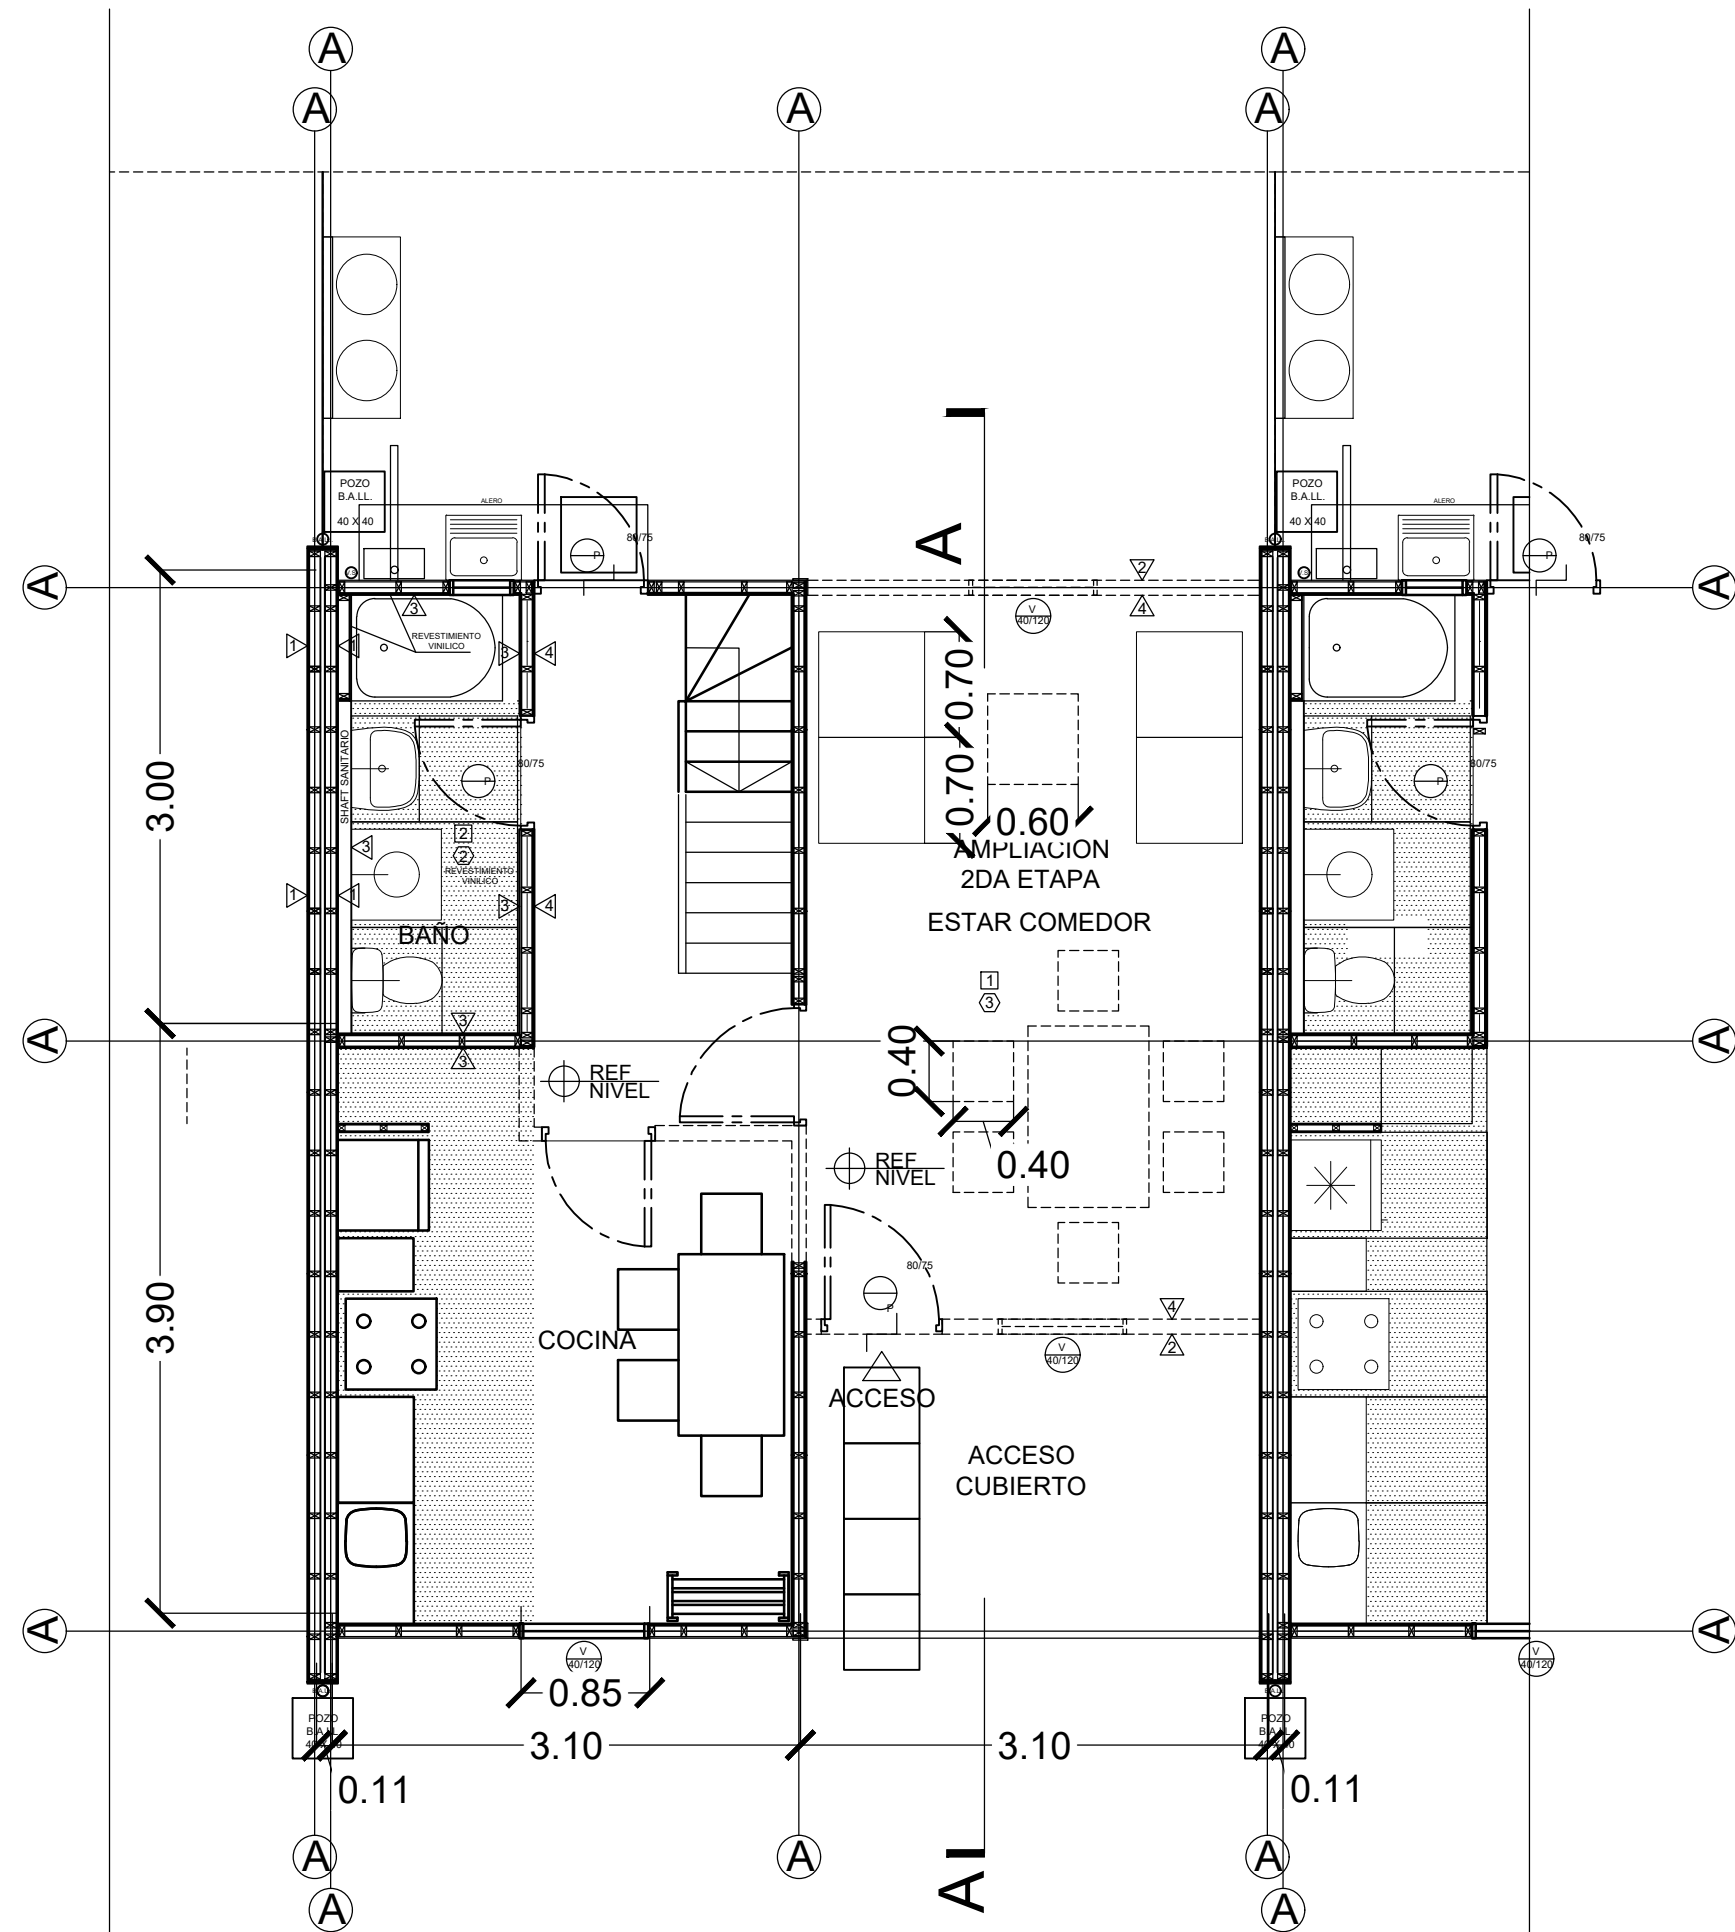 A
A
A
A
A
POZO
B.A.LL.
40 X 40
ALERO
P
80/75
A
POZO
B.A.LL.
40 X 40
ALERO
P
80/75
A
A
2
4
V
40/120
3
REVESTIMIENTO
VINILICO
1
1
3
4
0.70
0.70
0.60
SHAFT SANITARIO
P
80/75
P
80/75
3.00
2
2
3
REVESTIMIENTO
VINILICO
AMPLIACION
2DA ETAPA
ESTAR COMEDOR
1
1
3
4
BAÑO
1
3
3
3
A
A
REF
NIVEL
0.40
0.40
REF
NIVEL
3.90
80/75
P
COCINA
4
2
V
40/120
ACCESO
ACCESO
CUBIERTO
A
A
V
40/120
V
40/120
0.85
POZO
B.A.LL.
POZO
B.A.LL.
3.10
3.10
0.11
0.11
A
A
A
A
A
A